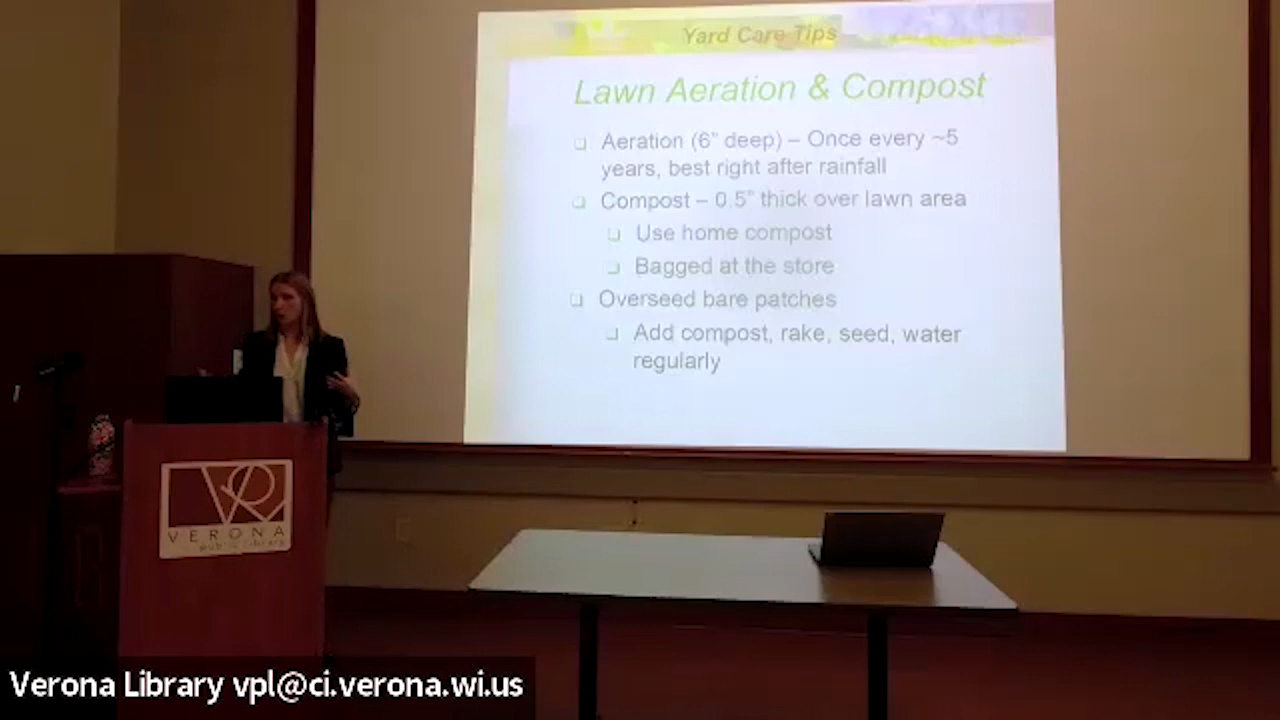 Yard Care Tips
Lawn Aeration & Compost
Aeration (6" deep) – Once every ~5
years, best right after rainfall
Compost – 0.5" thick over lawn area
Use home compost
Bagged at the store
Overseed bare patches
Add compost, rake, seed, water
regularly
VR
VERONA
public library
Verona Library vpl@ci.verona.wi.us